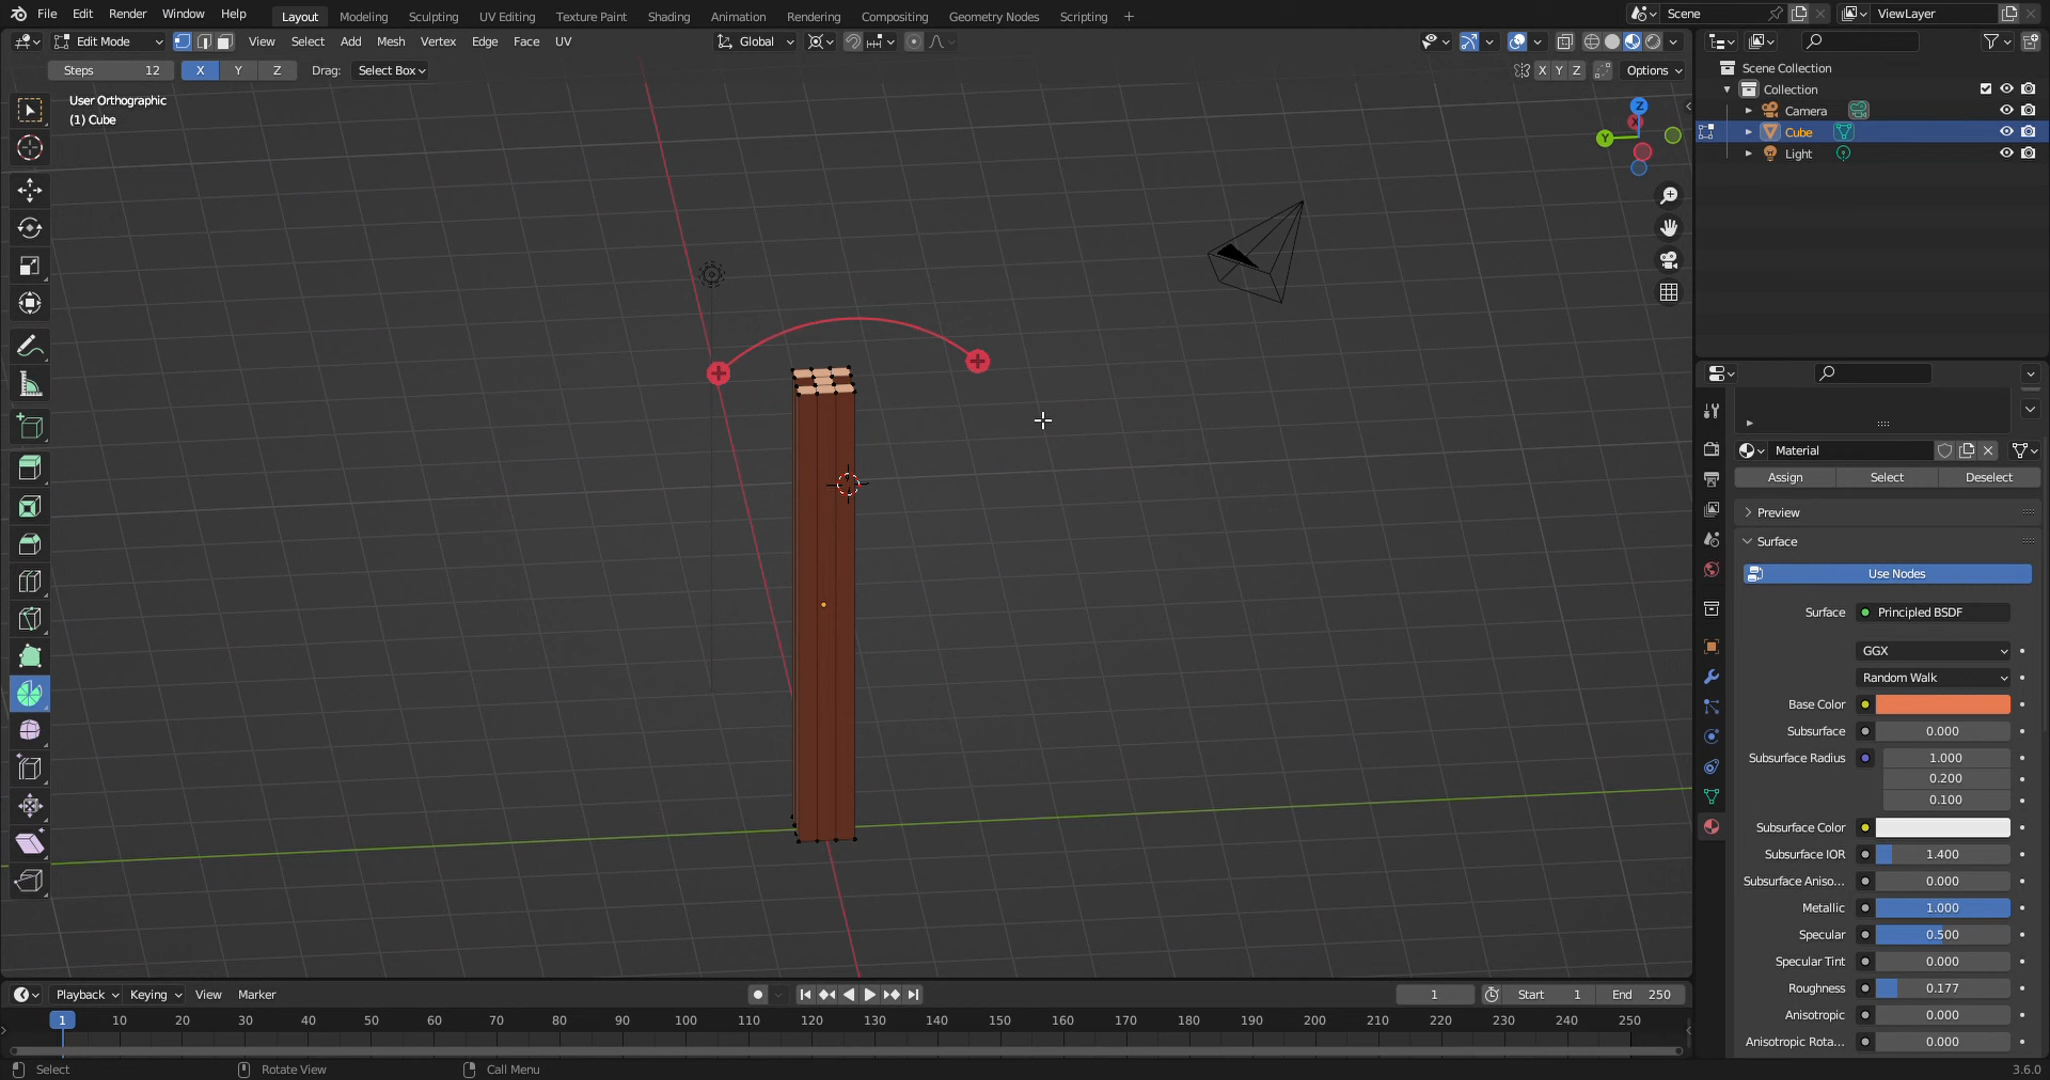 File Edit Render Window Help Layout Modeling Sculpting UV Editing Texture Paint Shading Animation Rendering Compositing Geometry Nodes Scripting + Scene ViewLayer
Edit Mode View Select Add Mesh Vertex Edge Face UV Global
Steps 12 X Y Z Drag: Select Box X Y Z Options
User Orthographic
(1) Cube
Z
X
Y
Scene Collection
Collection
Camera
Cube
Light
Material
Assign Select Deselect
Preview
Surface
Use Nodes
Surface Principled BSDF
GGX
Random Walk
Base Color
Subsurface 0.000
Subsurface Radius 1.000
0.200
0.100
Subsurface Color
Subsurface IOR 1.400
Subsurface Aniso... 0.000
Metallic 1.000
Specular 0.500
Specular Tint 0.000
Roughness 0.177
Anisotropic 0.000
Anisotropic Rota... 0.000
Playback Keying View Marker 1 Start 1 End 250
1 10 20 30 40 50 60 70 80 90 100 110 120 130 140 150 160 170 180 190 200 210 220 230 240 250
Select Rotate View Call Menu 3.6.0